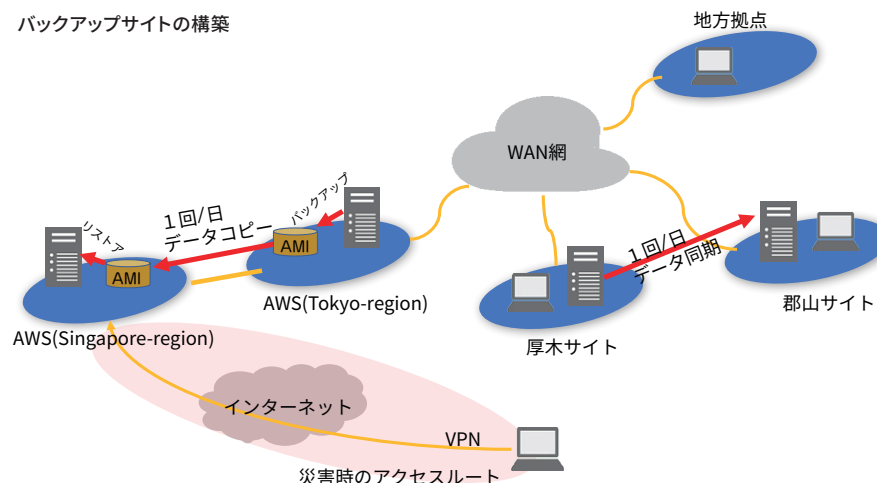 バックアップサイトの構築
地方拠点
WAN網
バックアップ
1回/日
データコピー
リストア
AMI
AMI
1回/日
データ同期
AWS(Tokyo-region)
郡山サイト
AWS(Singapore-region)
厚木サイト
インターネット
VPN
災害時のアクセスルート